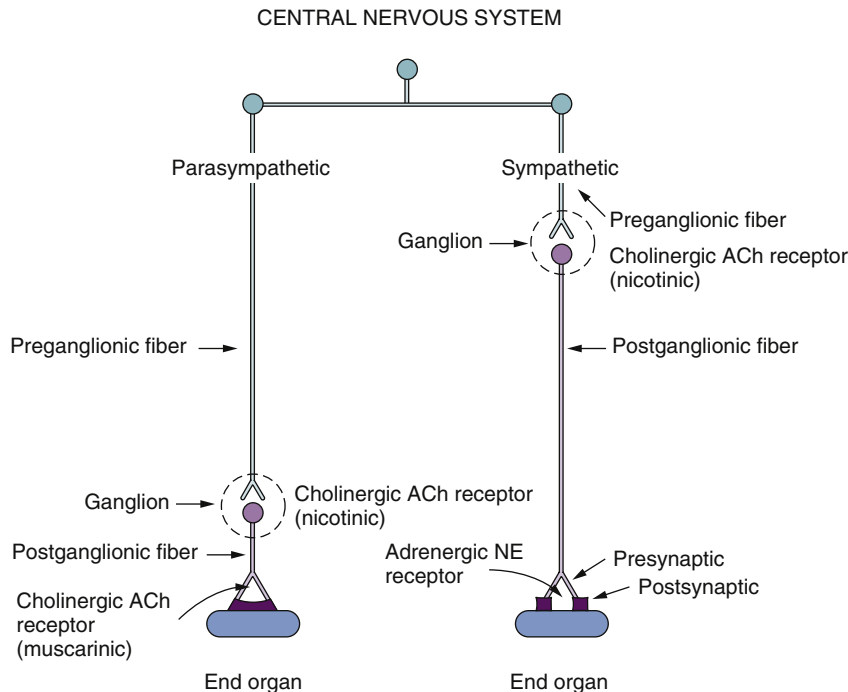 CENTRAL NERVOUS SYSTEM
Parasympathetic
Sympathetic
Preganglionic fiber
Ganglion
Cholinergic ACh receptor
(nicotinic)
Preganglionic fiber
Postganglionic fiber
Ganglion
Cholinergic ACh receptor
(nicotinic)
Postganglionic fiber
Adrenergic NE
receptor
Presynaptic
Postsynaptic
Cholinergic ACh
receptor
(muscarinic)
End organ
End organ